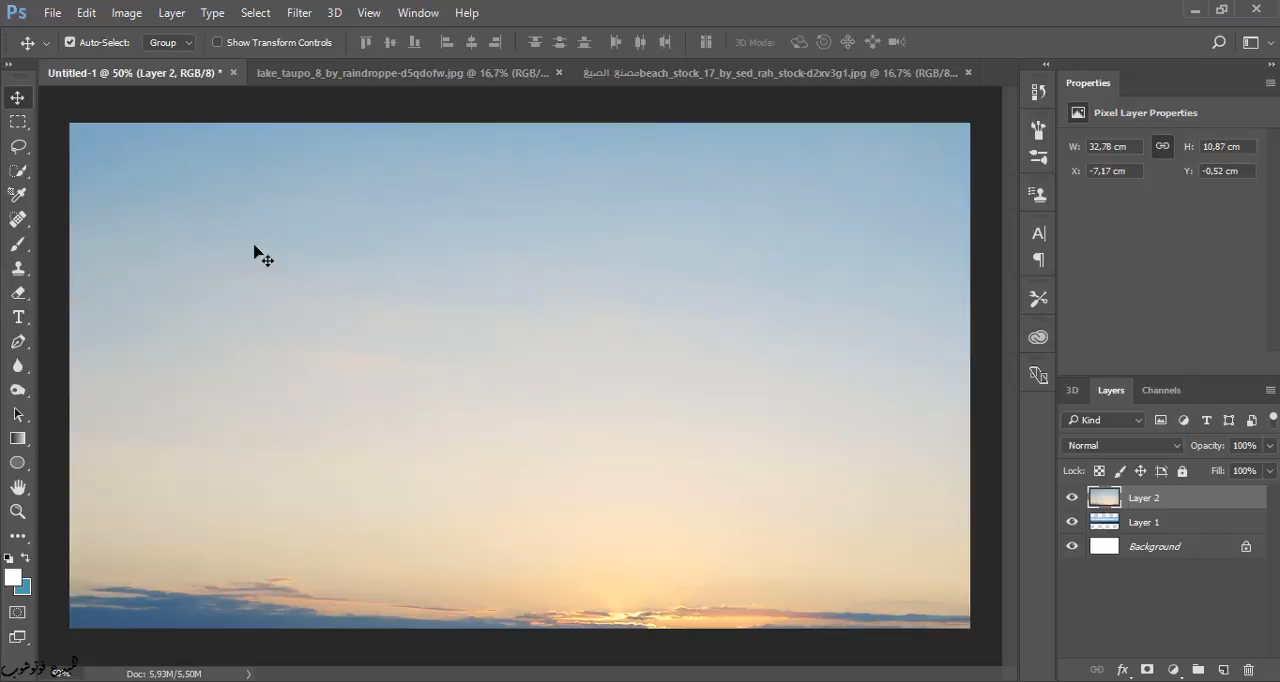 Ps File Edit Image Layer Type Select Filter 3D View Window Help
Auto-Select: Group Show Transform Controls 3D Mode:
Untitled-1 @ 50% (Layer 2, RGB/8) * × lake_taupo_8_by_raindroppe-d5qdofw.jpg @ 16,7% (RGB/... × مصنع الصيغbeach_stock_17_by_sed_rah_stock-d2xv3g1.jpg @ 16,7% (RGB/8... ×
Properties
Pixel Layer Properties
W: 32,78 cm H: 10,87 cm
X: -7,17 cm Y: -0,52 cm
3D Layers Channels
Kind
Normal Opacity: 100%
Lock: Fill: 100%
Layer 2
Layer 1
Background
Doc: 5,93M/5,50M